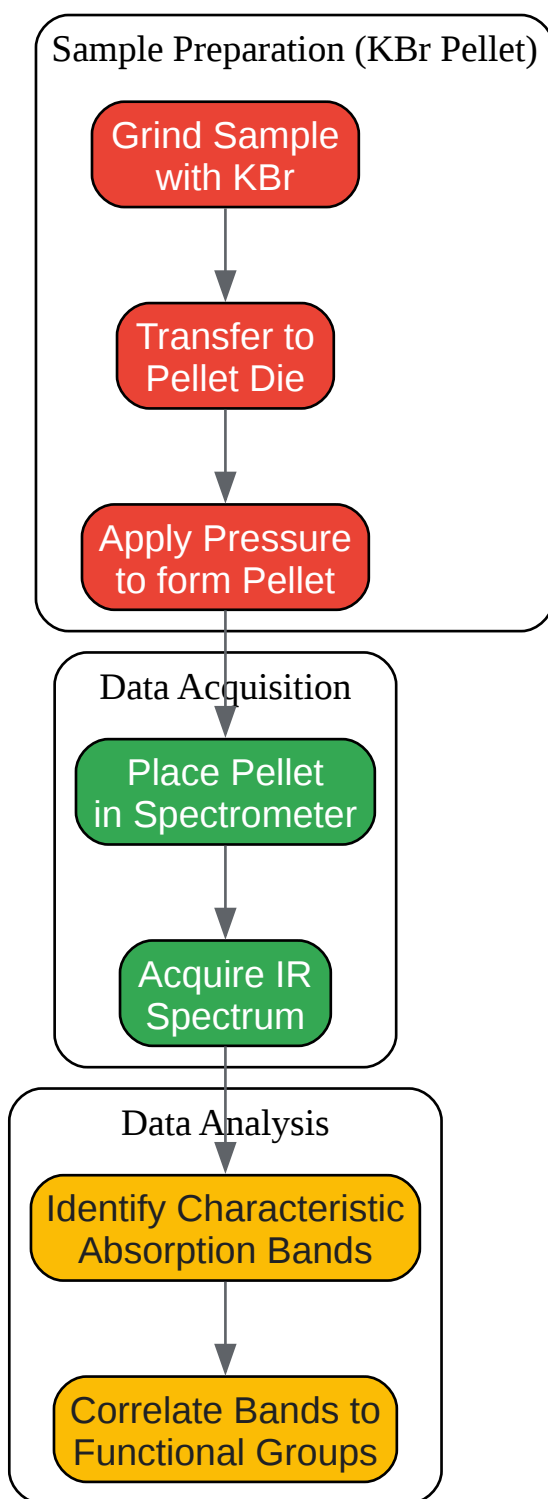 Sample Preparation (KBr Pellet)
Grind Sample
with KBr
Transfer to
Pellet Die
Apply Pressure
to form Pellet
Data Acquisition
Place Pellet
in Spectrometer
Acquire IR
Spectrum
Data Analysis
Identify Characteristic
Absorption Bands
Correlate Bands to
Functional Groups